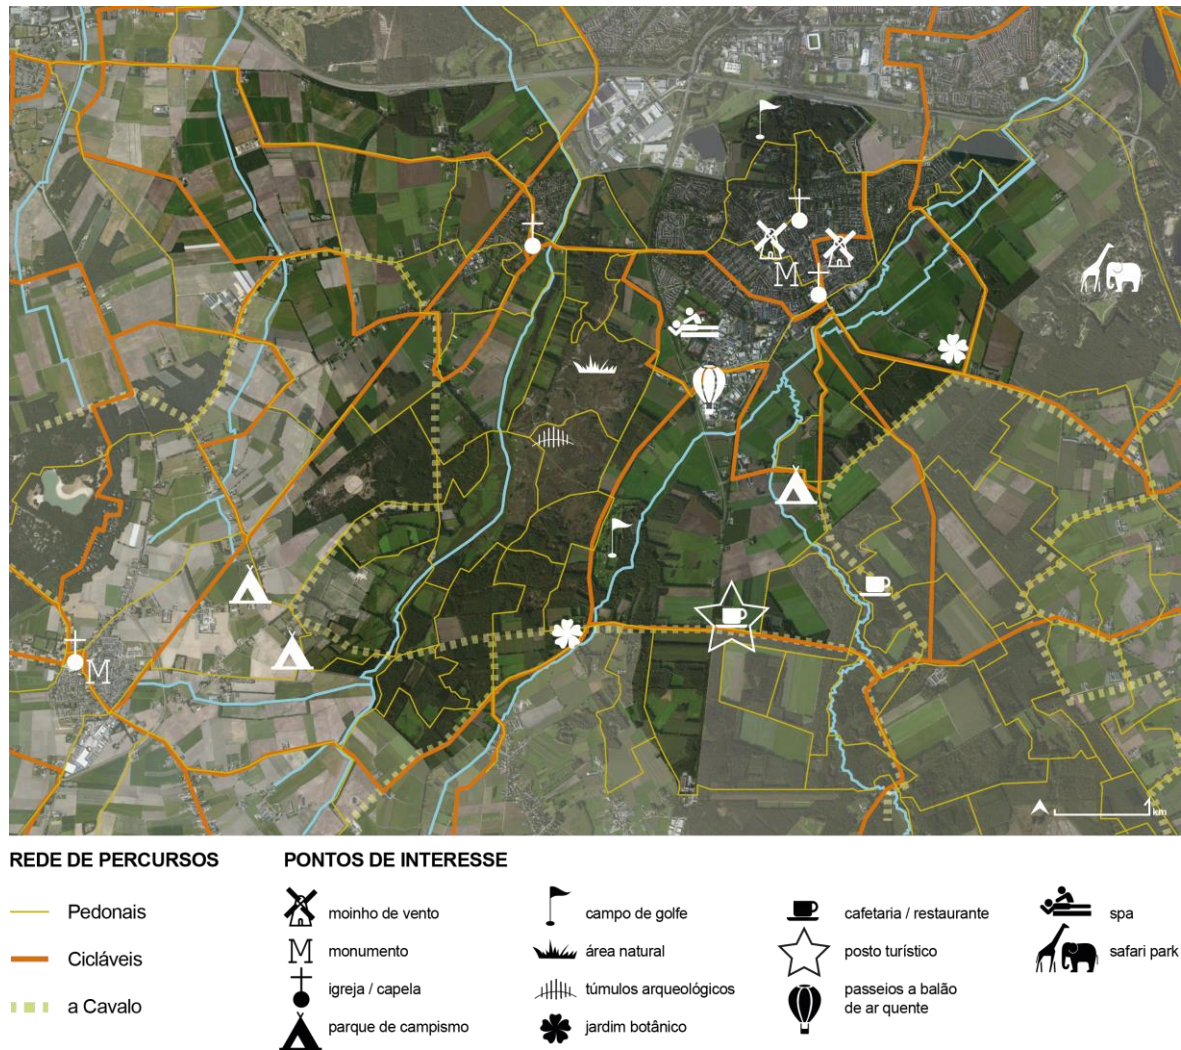 M
M
km
REDE DE PERCURSOS
Pedonais
Cicláveis
a Cavalo
PONTOS DE INTERESSE
moinho de vento
M monumento
igreja / capela
parque de campismo
campo de golfe
área natural
túmulos arqueológicos
jardim botânico
cafetaria / restaurante
posto turístico
passeios a balão
de ar quente
spa
safari park